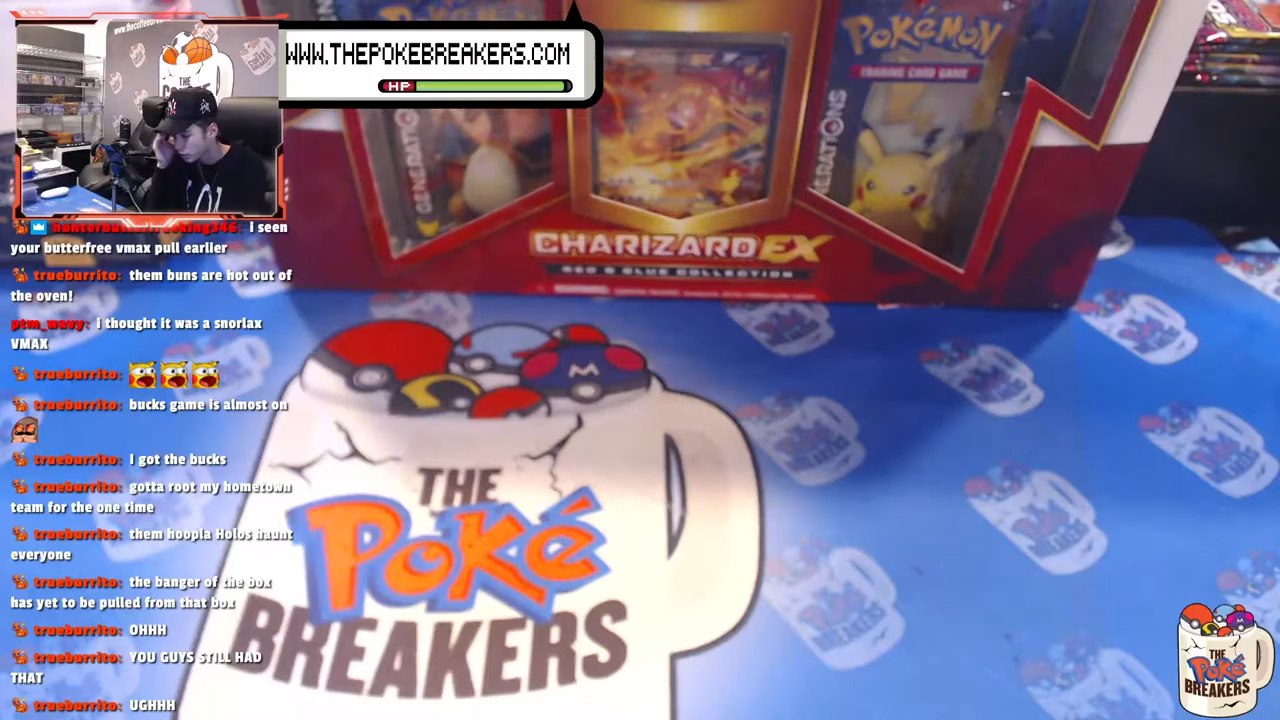 WWW.THEPOKEBREAKERS.COM
HP
POKéMON
TRADING CARD GAME
GENERATIONS
CHARIZARD EX
RED & BLUE COLLECTION
i seen
your butterfree vmax pull earlier
trueburrito: them buns are hot out of
the oven!
ptm_wavy: i thought it was a snorlax
VMAX
trueburrito:
trueburrito: bucks game is almost on
trueburrito: I got the bucks
trueburrito: gotta root my hometown
team for the one time
trueburrito: them hoopla Holos haunt
everyone
trueburrito: the banger of the box
has yet to be pulled from that box
trueburrito: OHHH
trueburrito: YOU GUYS STILL HAD
THAT
trueburrito: UGHHH
M
THE
Poké
BREAKERS
THE
Poké
BREAKERS